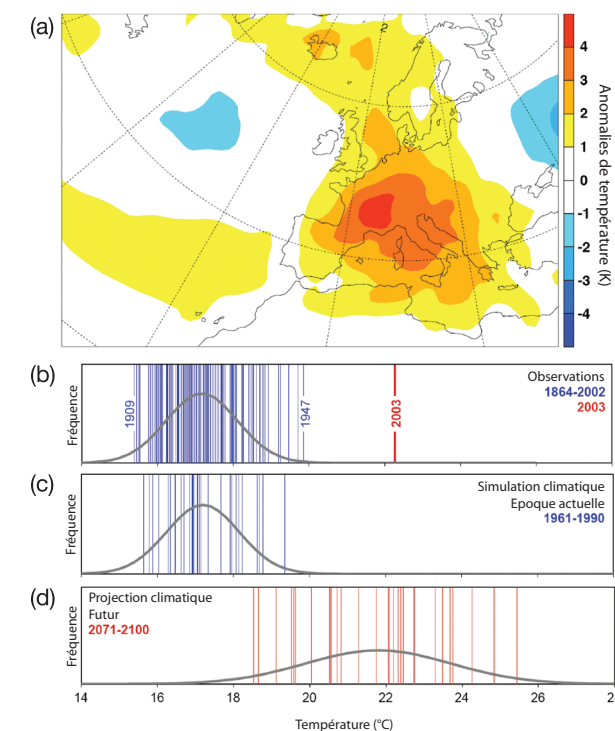 (a)
2
4
3
2
1
0
-1
-2
-3
-4
Anomalies de température (K)
(b)
Fréquence
1909
1947
2003
Observations
1864-2002
2003
(c)
Fréquence
Simulation climatique
Epoque actuelle
1961-1990
(d)
Fréquence
Projection climatique
Futur
2071-2100
14 16 18 20 22 24 26 2
Température (°C)